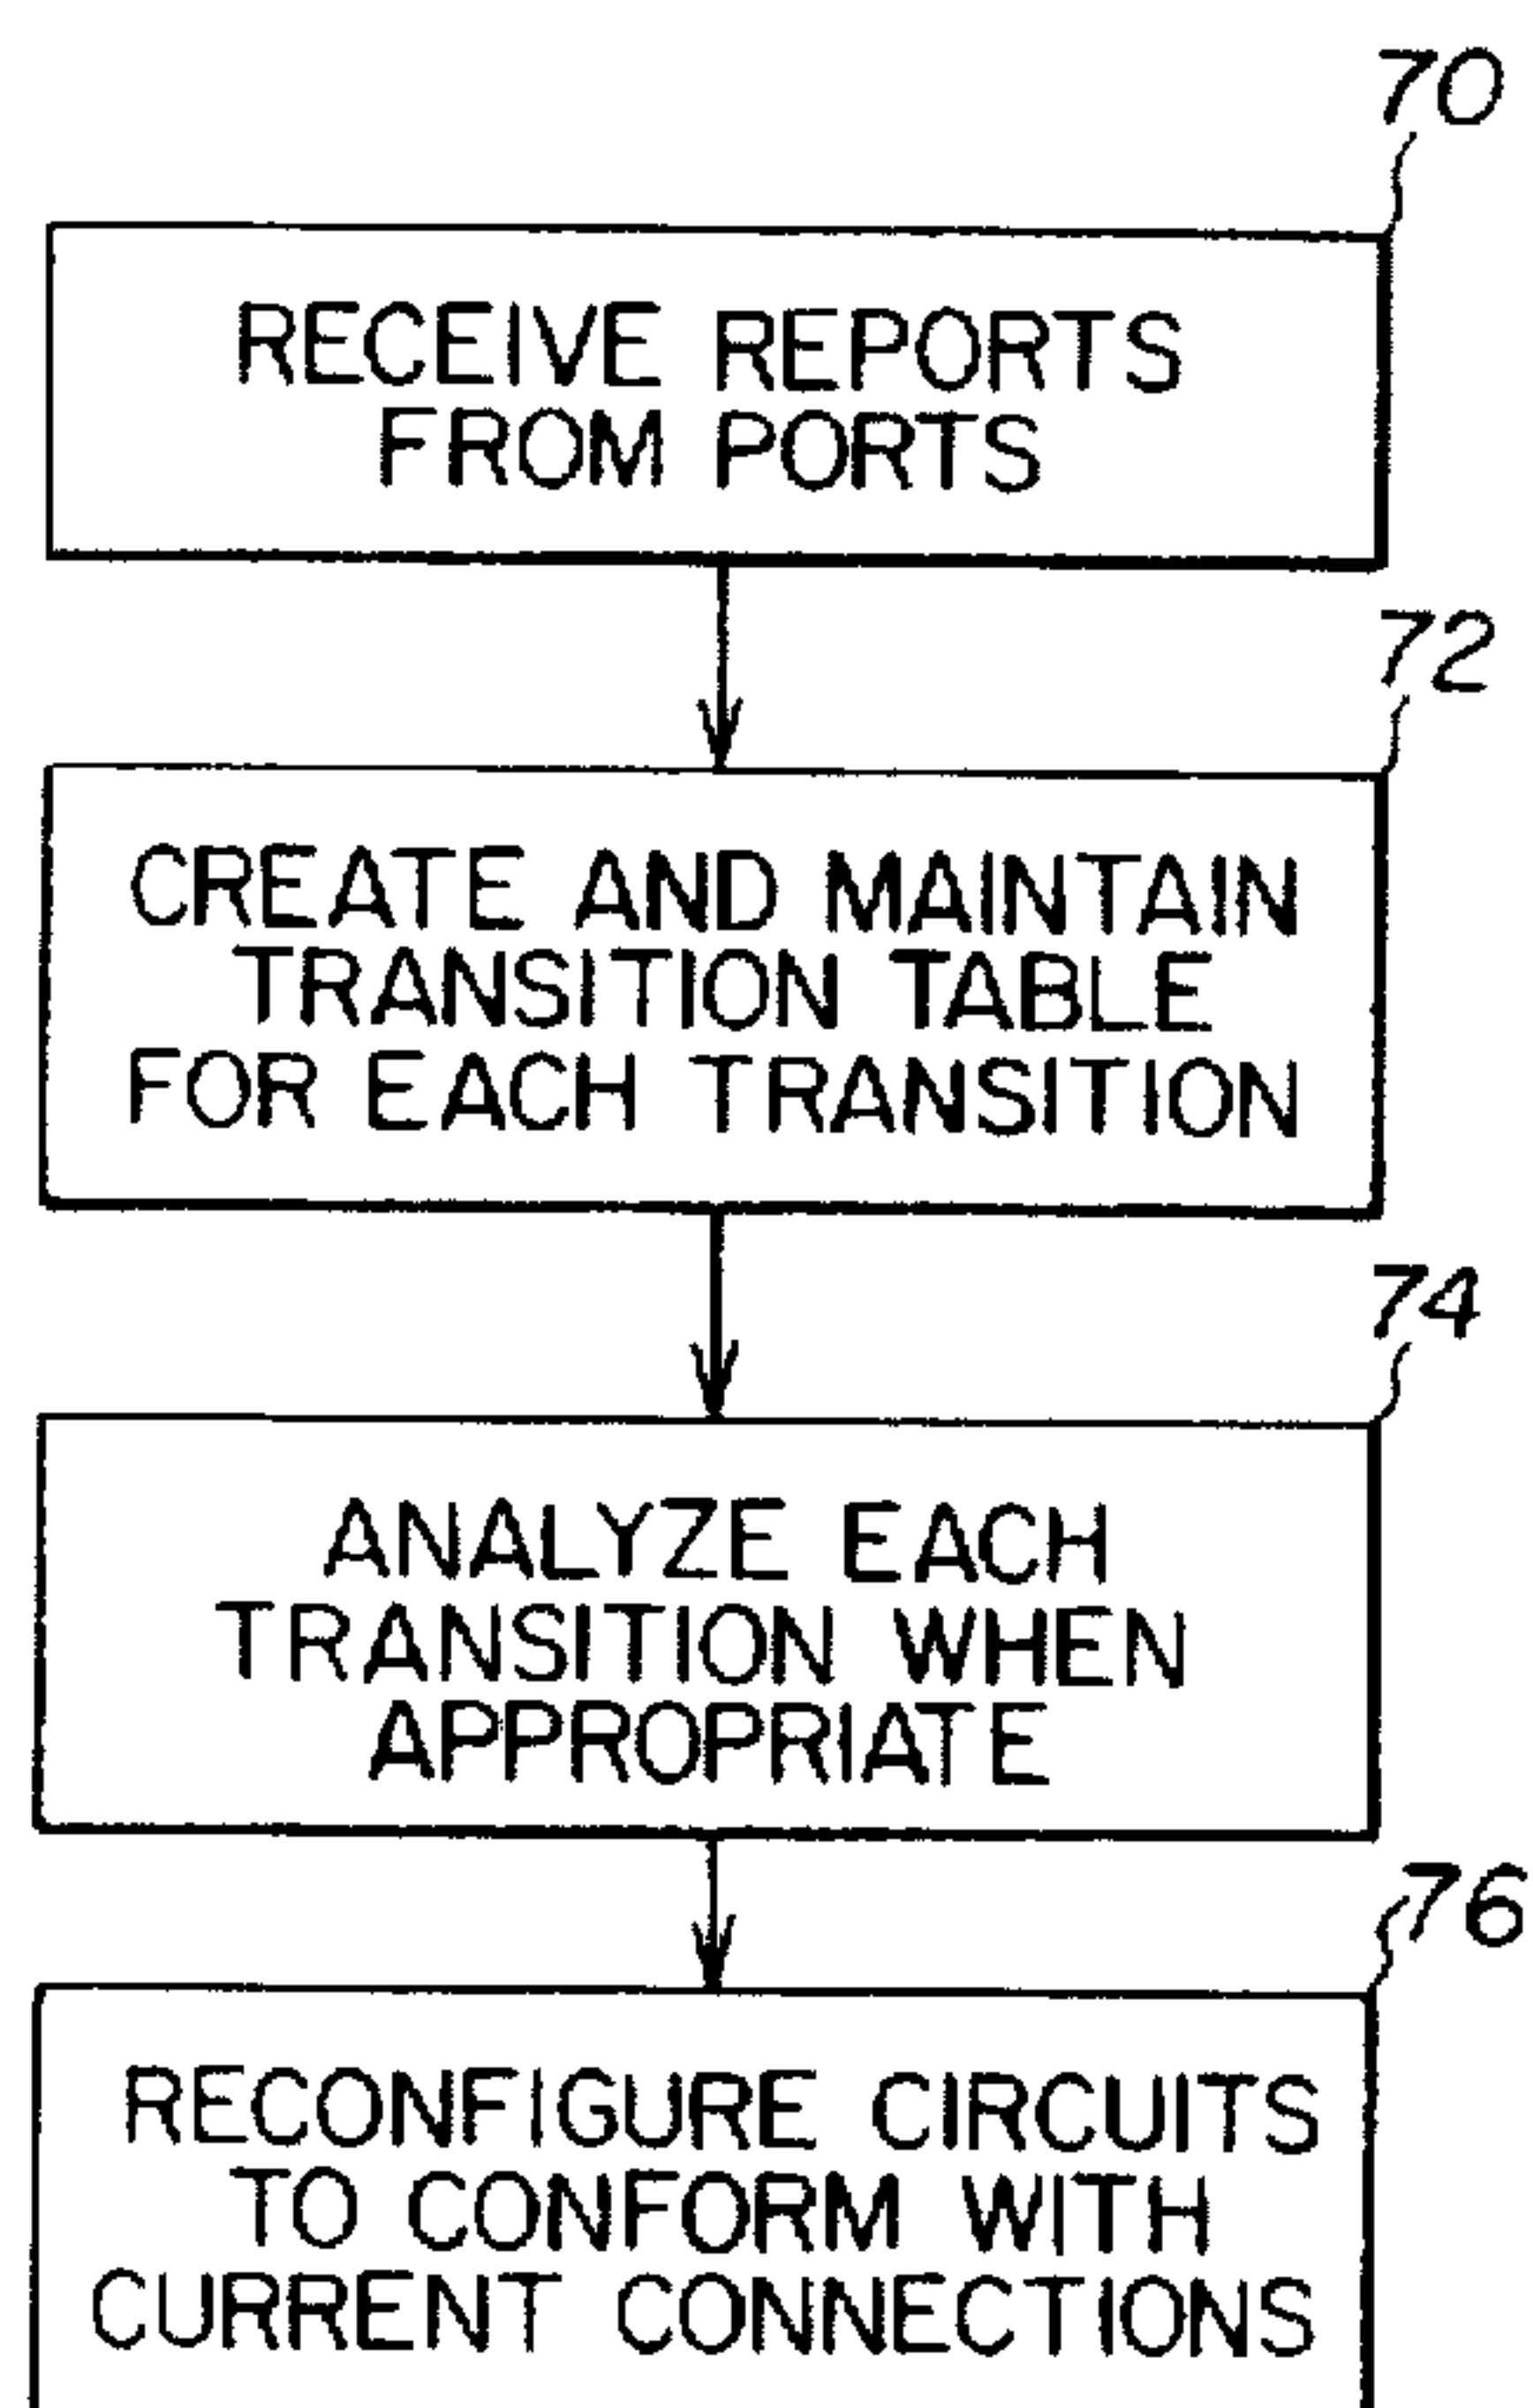 70
RECEIVE REPORTS
FROM PORTS
72
CREATE AND MAINTAIN
TRANSITION TABLE
FOR EACH TRANSITION
74
ANALYZE EACH
TRANSITION WHEN
APPROPRIATE
76
RECONFIGURE CIRCUITS
TO CONFORM WITH
CURRENT CONNECTIONS